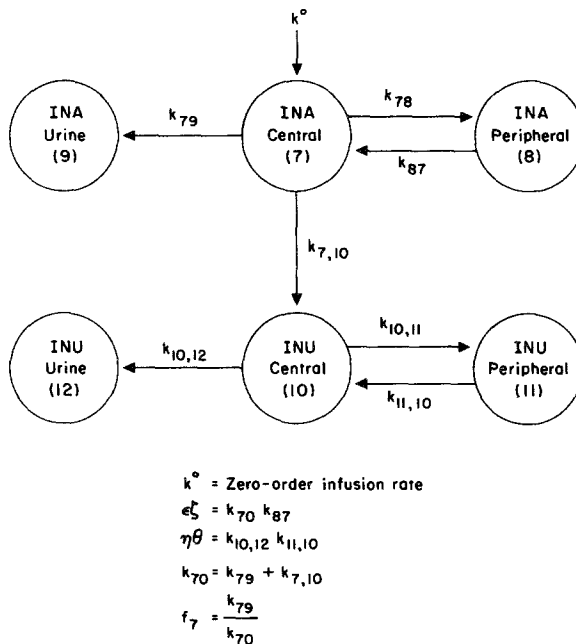 k°
INA
Urine
(9)
k79
INA
Central
(7)
k78
k87
INA
Peripheral
(8)
k7,10
INU
Urine
(12)
k10,12
INU
Central
(10)
k10,11
k11,10
INU
Peripheral
(11)
k° = Zero-order infusion rate
εζ = k70 k87
ηθ = k10,12 k11,10
k70 = k79 + k7,10
f7 = k79
k70